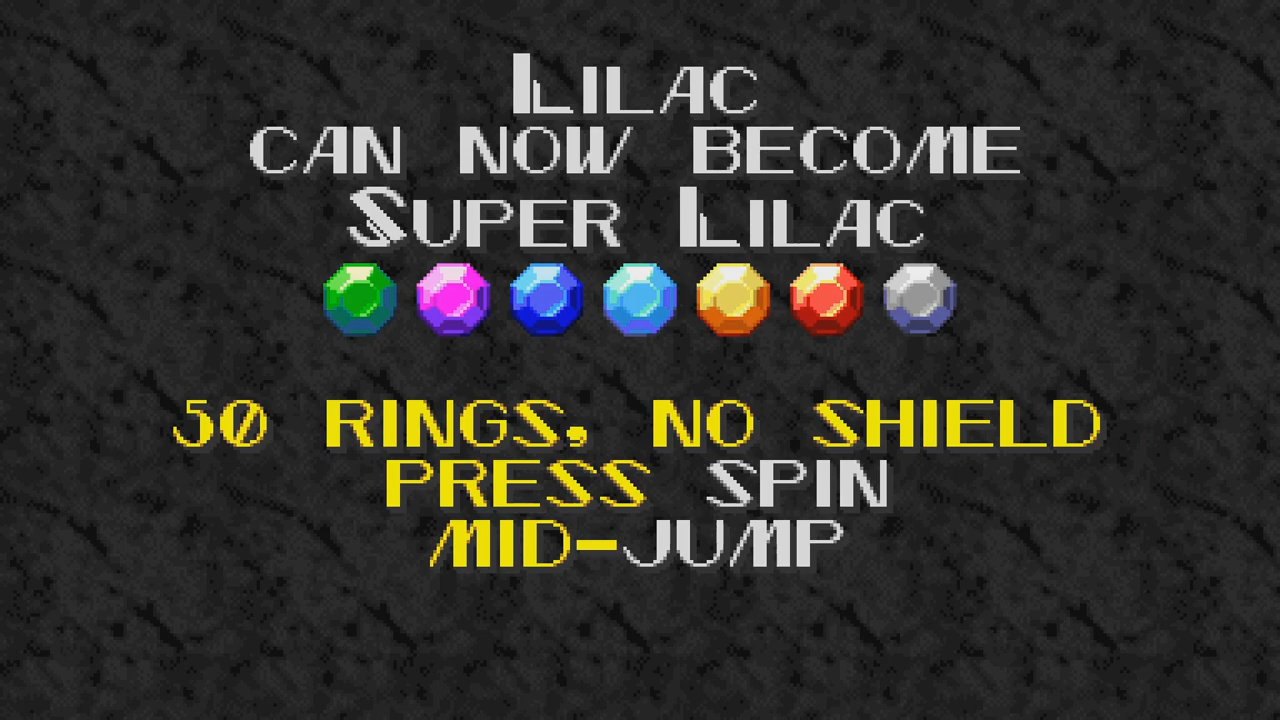 Lilac
can now become
Super Lilac
50 rings, no shield
press spin
mid-jump